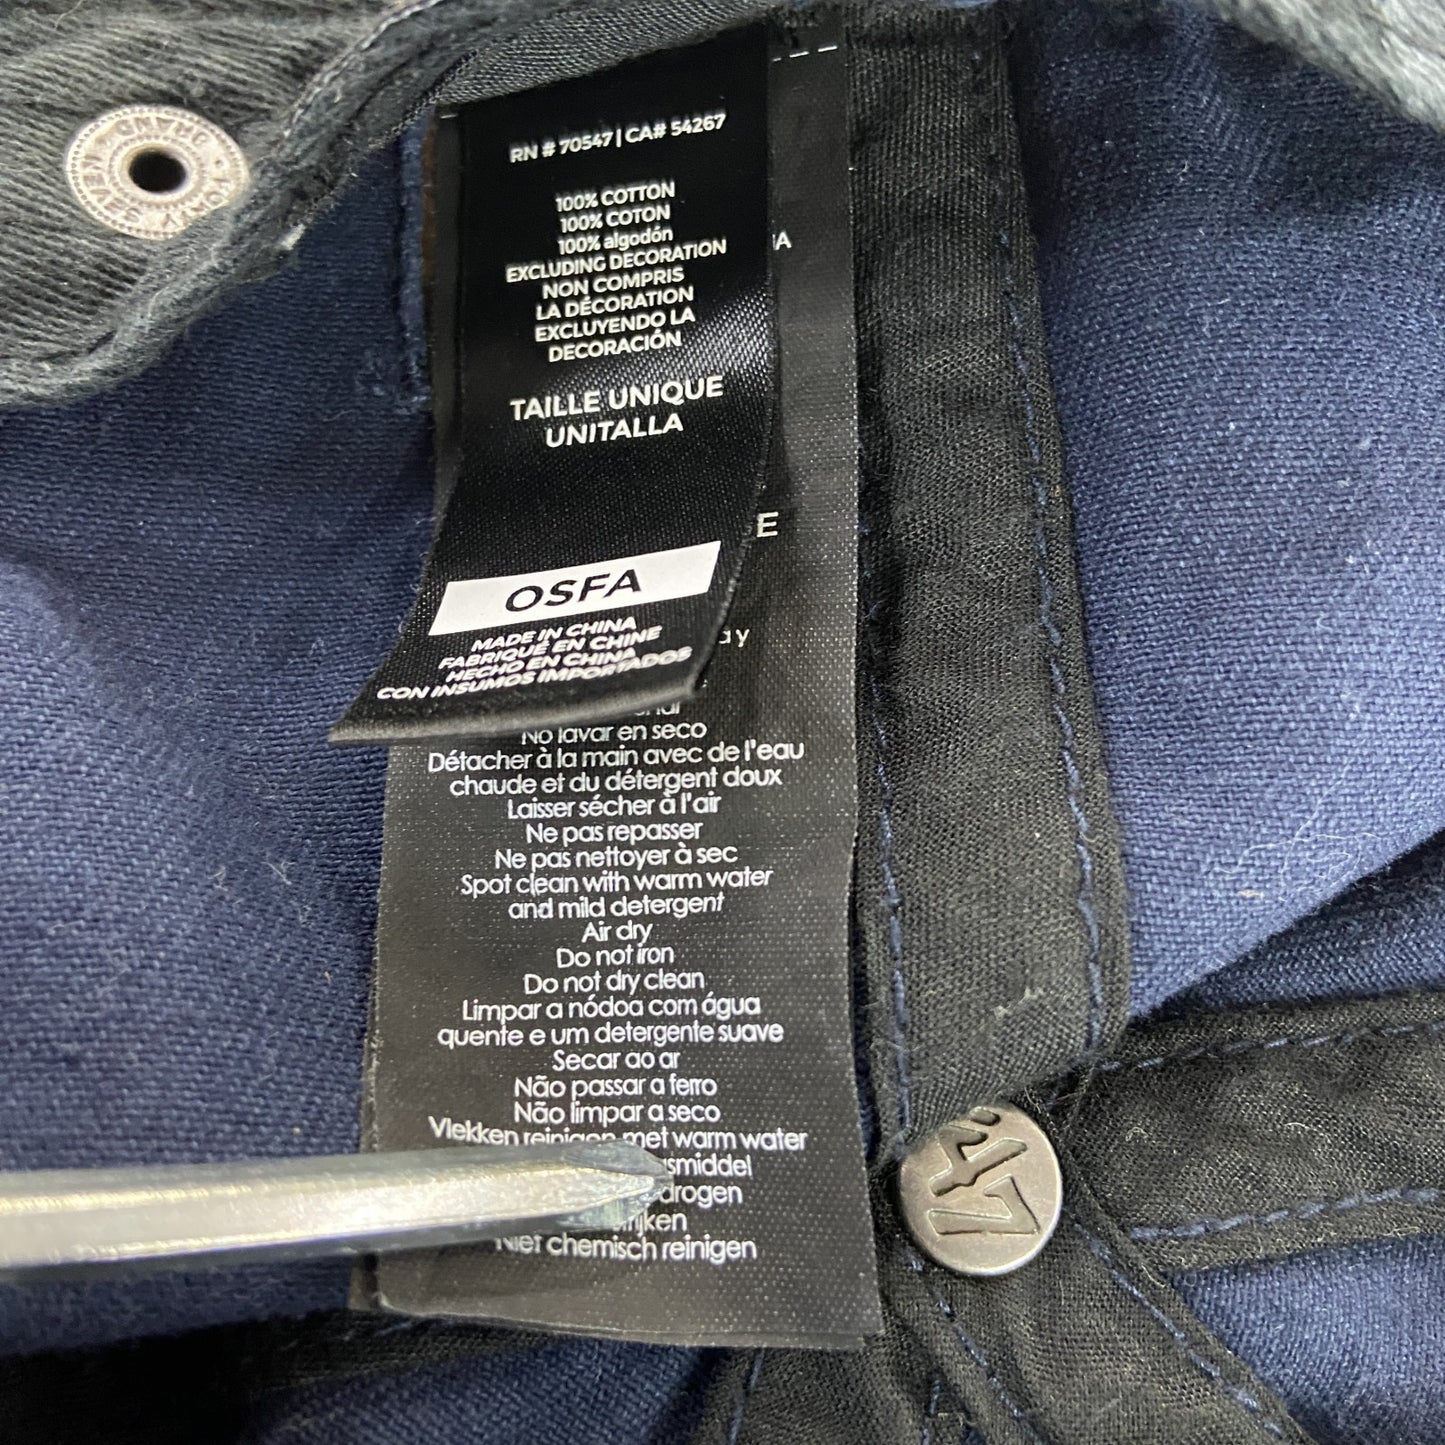 FORTY SEVEN BRAND
RN # 70547 | CA# 54267
100% COTTON
100% COTON
100% algodón
EXCLUDING DECORATION
NON COMPRIS
LA DÉCORATION
EXCLUYENDO LA
DECORACIÓN
TAILLE UNIQUE
UNITALLA
OSFA
MADE IN CHINA
FABRIQUÉ EN CHINE
HECHO EN CHINA
CON INSUMOS IMPORTADOS
No lavar en seco
Détacher à la main avec de l'eau
chaude et du détergent doux
Laisser sécher à l'air
Ne pas repasser
Ne pas nettoyer à sec
Spot clean with warm water
and mild detergent
Air dry
Do not iron
Do not dry clean
Limpar a nódoa com água
quente e um detergente suave
Secar ao ar
Não passar a ferro
Não limpar a seco
Vlekken reinigen met warm water
Niet chemisch reinigen
47